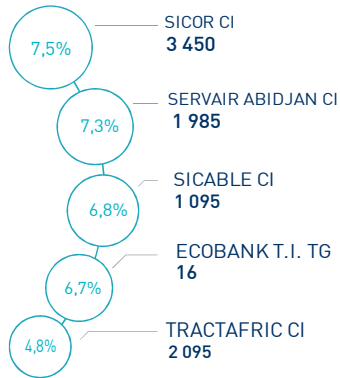 7,5%
SICOR CI
3 450
7,3%
SERVAIR ABIDJAN CI
1 985
6,8%
SICABLE CI
1 095
6,7%
ECOBANK T.I. TG
16
4,8%
TRACTAFRIC CI
2 095